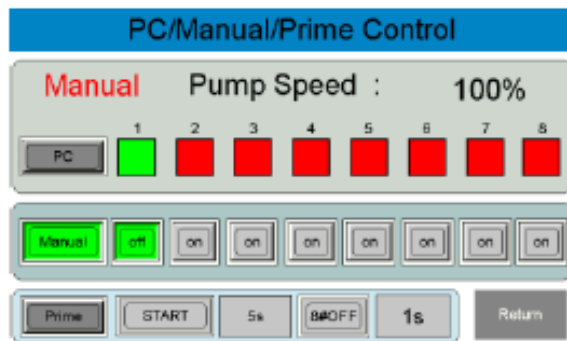 PC/Manual/Prime Control
Manual Pump Speed : 100%
1 2 3 4 5 6 7 8
PC
Manual off on on on on on on on
Prime START 5s 8#OFF 1s Return